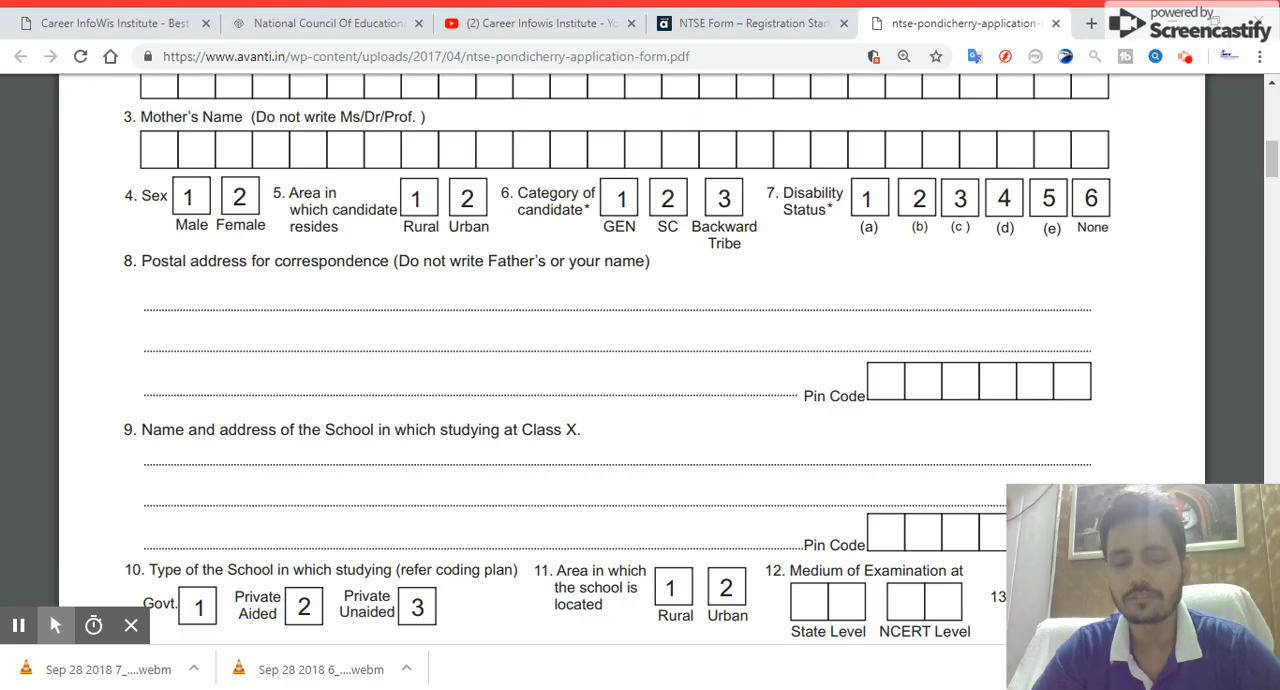 Career InfoWis Institute - Best
National Council Of Educationa
(2) Career Infowis Institute - Yo
NTSE Form – Registration Star
ntse-pondicherry-application-
powered by
Screencastify
https://www.avanti.in/wp-content/uploads/2017/04/ntse-pondicherry-application-form.pdf
3. Mother's Name (Do not write Ms/Dr/Prof. )
4. Sex 1 2
Male Female
5. Area in
which candidate
resides
1 2
Rural Urban
6. Category of
candidate*
1 2 3
GEN SC Backward
Tribe
7. Disability
Status*
1 2 3 4 5 6
(a) (b) (c ) (d) (e) None
8. Postal address for correspondence (Do not write Father's or your name)
Pin Code
9. Name and address of the School in which studying at Class X.
Pin Code
10. Type of the School in which studying (refer coding plan)
Govt. 1
Private
Aided 2
Private
Unaided 3
11. Area in which
the school is
located
1 2
Rural Urban
12. Medium of Examination at
State Level NCERT Level
13
Sep 28 2018 7_....webm
Sep 28 2018 6_....webm